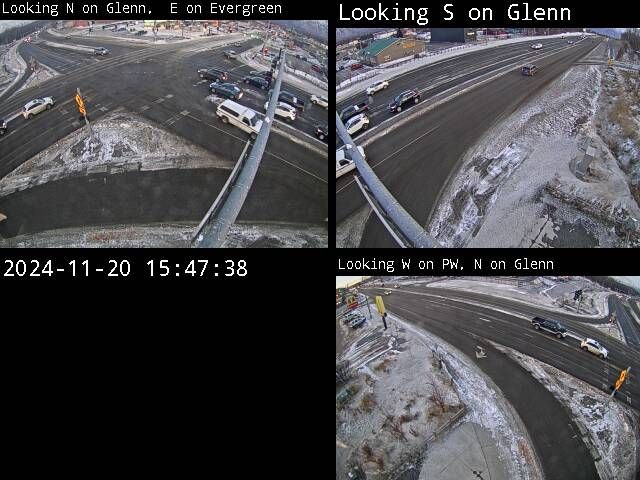 Looking N on Glenn,  E on Evergreen
Looking S on Glenn
2024-11-20 15:47:38
Looking W on PW, N on Glenn